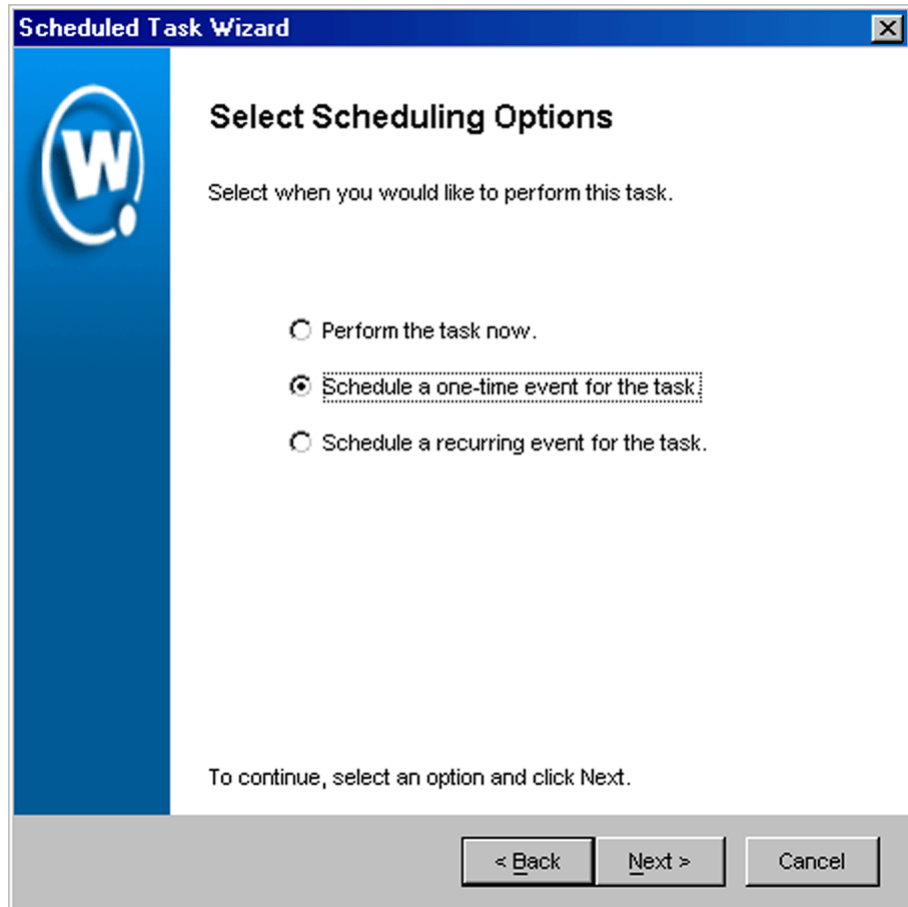 Scheduled Task Wizard
W
Select Scheduling Options
Select when you would like to perform this task.
Perform the task now.
Schedule a one-time event for the task.
Schedule a recurring event for the task.
To continue, select an option and click Next.
< Back Next > Cancel